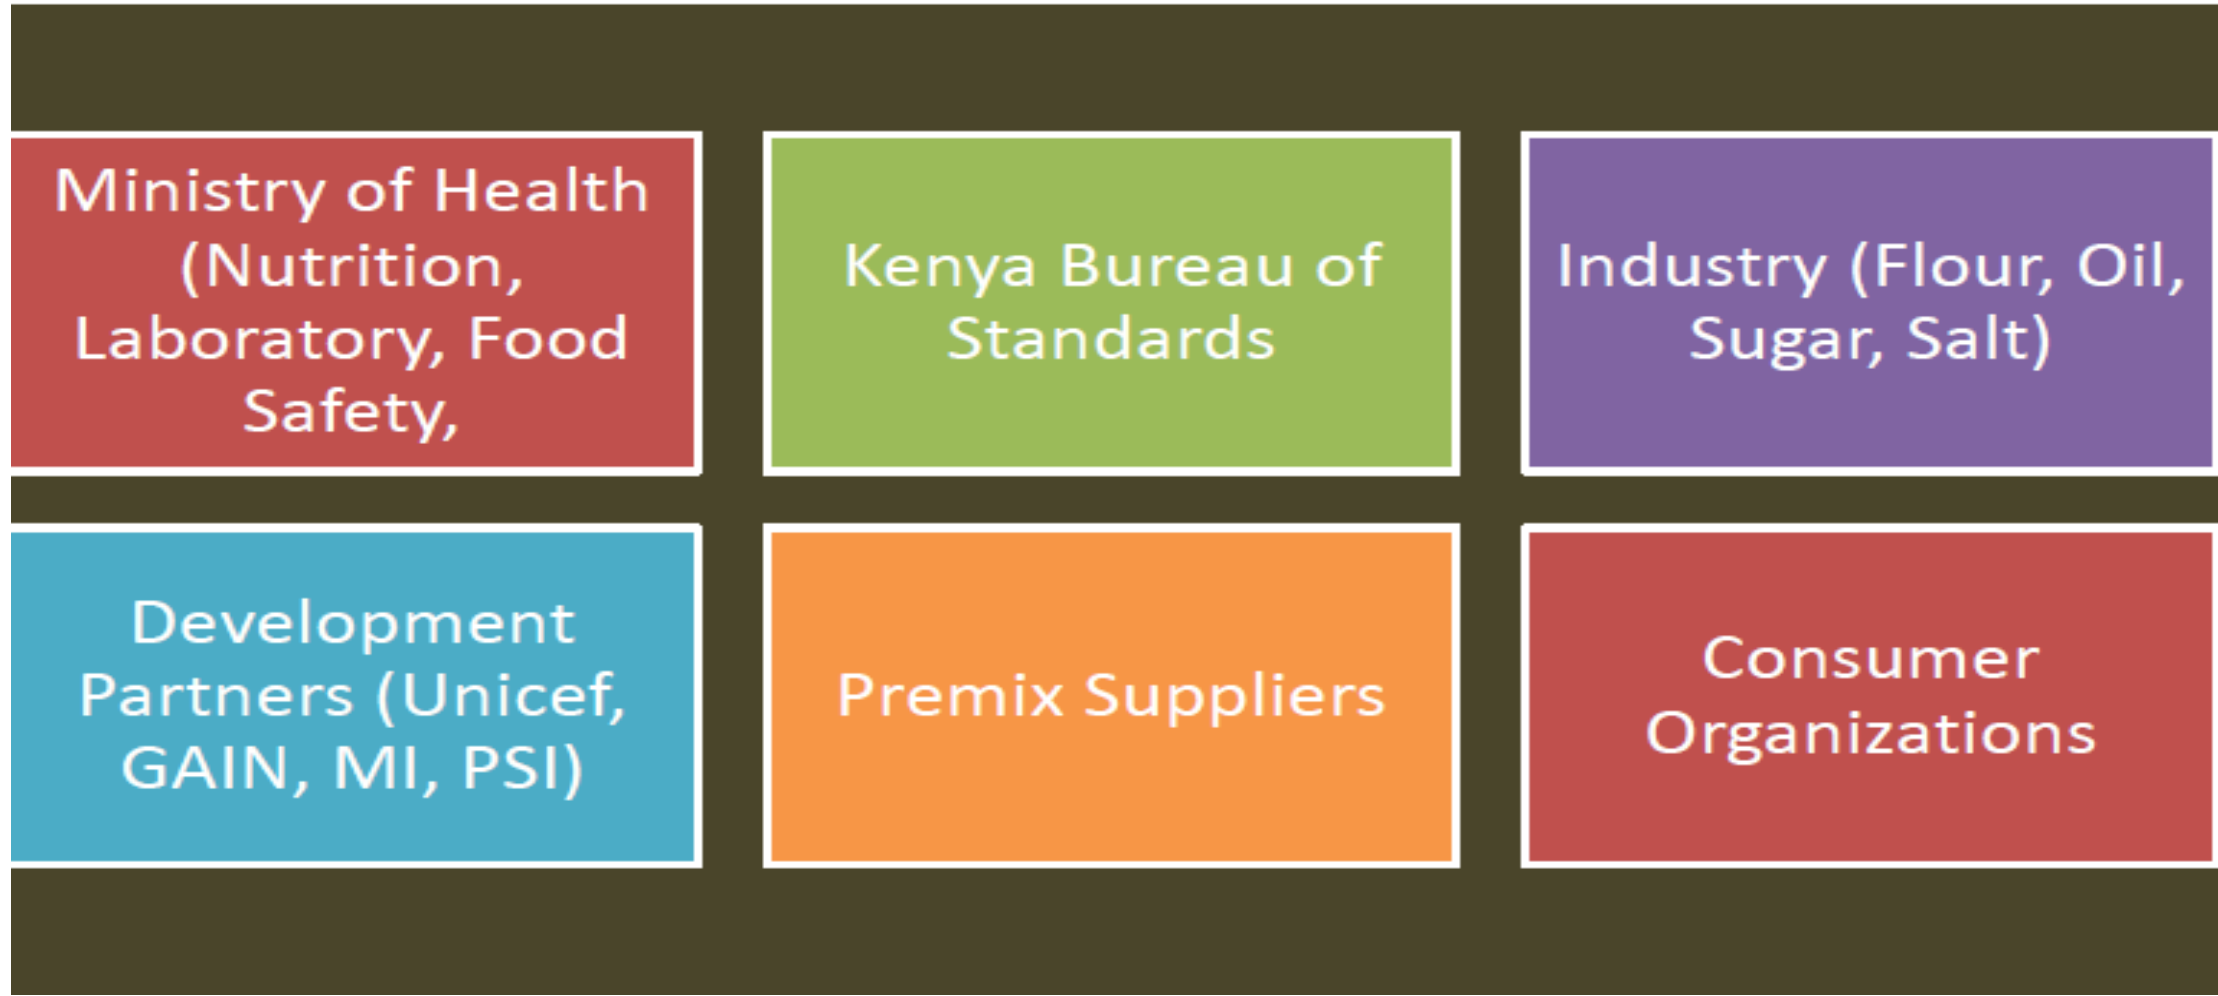 Ministry of Health
(Nutrition,
Laboratory, Food
Safety,
Kenya Bureau of
Standards
Industry (Flour, Oil,
Sugar, Salt)
Development
Partners (Unicef,
GAIN, MI, PSI)
Premix Suppliers
Consumer
Organizations